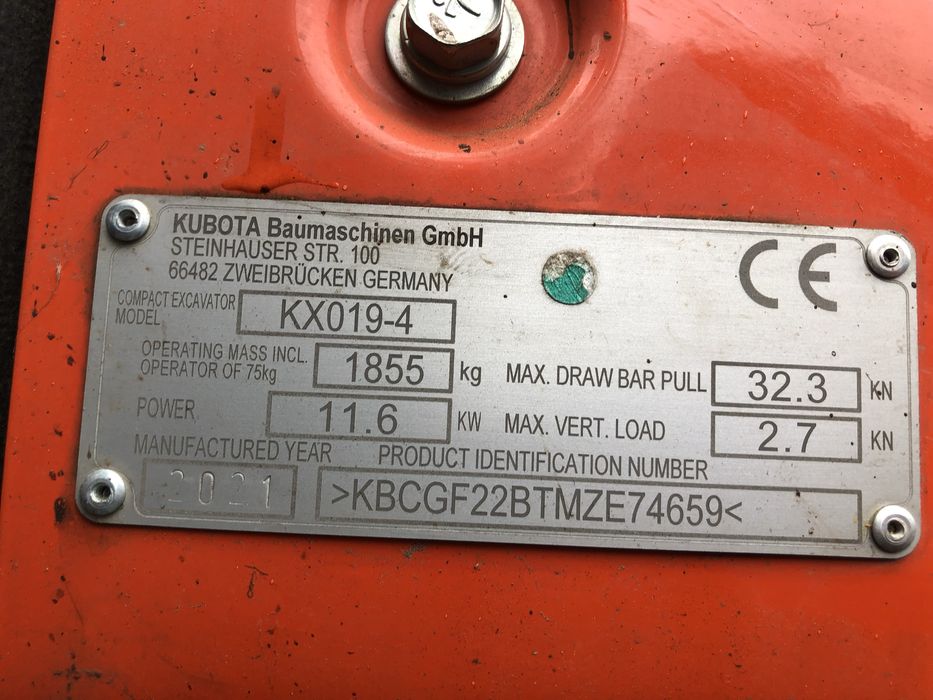 KUBOTA Baumaschinen GmbH
STEINHAUSER STR. 100
66482 ZWEIBRÜCKEN GERMANY
CE
COMPACT EXCAVATOR
MODEL
KX019-4
OPERATING MASS INCL.
OPERATOR OF 75kg
1855 kg
MAX. DRAW BAR PULL 32.3 KN
POWER 11.6 KW
MAX. VERT. LOAD 2.7 KN
MANUFACTURED YEAR
2021
PRODUCT IDENTIFICATION NUMBER
>KBCGF22BTMZE74659<